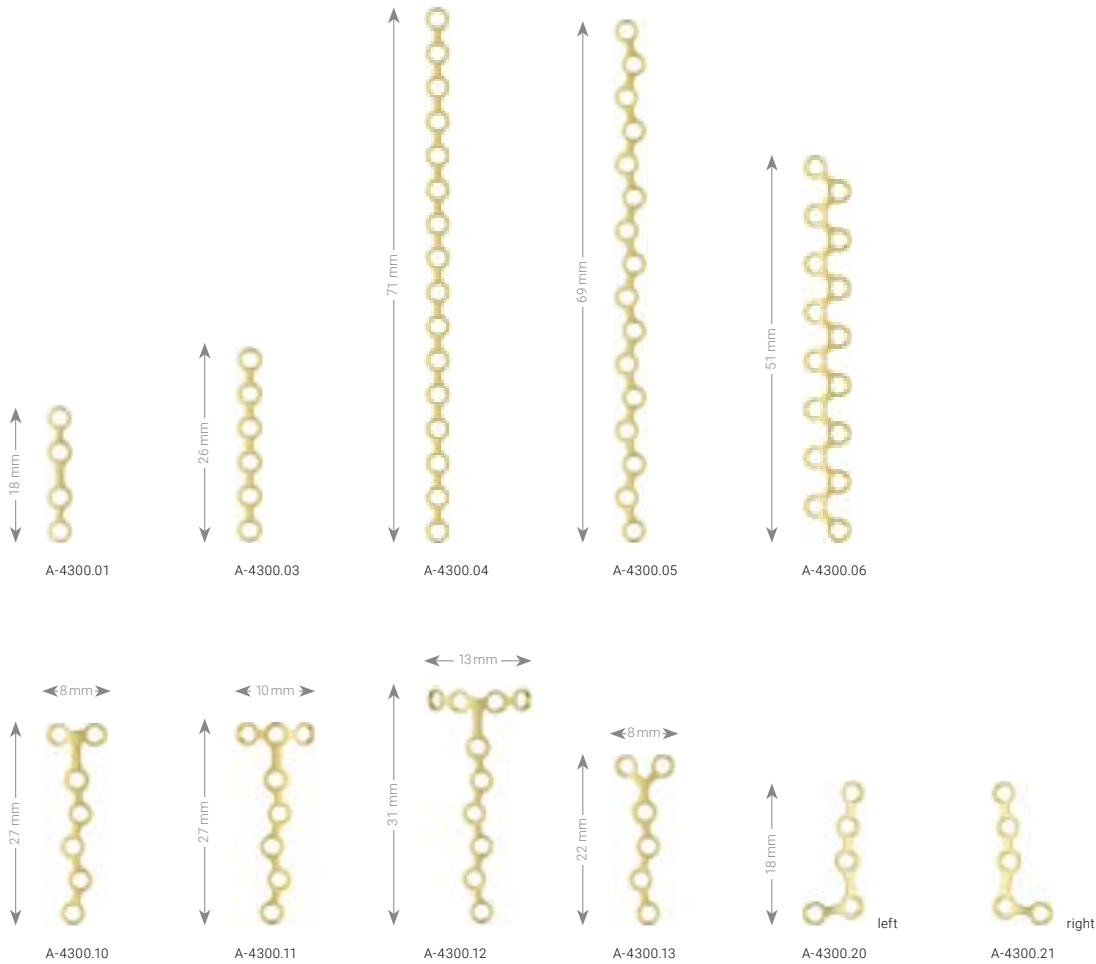 71 mm
69 mm
51 mm
26 mm
18 mm
A-4300.01
A-4300.03
A-4300.04
A-4300.05
A-4300.06
13 mm
8 mm
10 mm
8 mm
27 mm
27 mm
31 mm
22 mm
18 mm
left
right
A-4300.10
A-4300.11
A-4300.12
A-4300.13
A-4300.20
A-4300.21